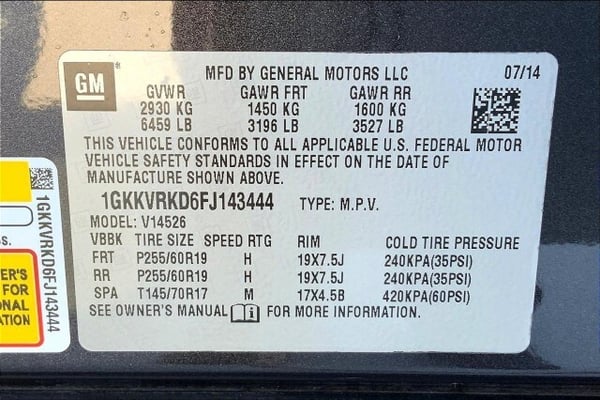 GM
MFD BY GENERAL MOTORS LLC 07/14
GVWR GAWR FRT GAWR RR
2930 KG 1450 KG 1600 KG
6459 LB 3196 LB 3527 LB
THIS VEHICLE CONFORMS TO ALL APPLICABLE U.S. FEDERAL MOTOR
VEHICLE SAFETY STANDARDS IN EFFECT ON THE DATE OF
MANUFACTURE SHOWN ABOVE.
1GKKVRKD6FJ143444 TYPE: M.P.V.
MODEL: V14526
VBBK TIRE SIZE SPEED RTG RIM COLD TIRE PRESSURE
FRT P255/60R19 H 19X7.5J 240KPA(35PSI)
RR P255/60R19 H 19X7.5J 240KPA(35PSI)
SPA T145/70R17 M 17X4.5B 420KPA(60PSI)
SEE OWNER'S MANUAL i FOR MORE INFORMATION.
1GKKVRKD6FJ143444
S.
ER'S
FOR
ONAL
ATION